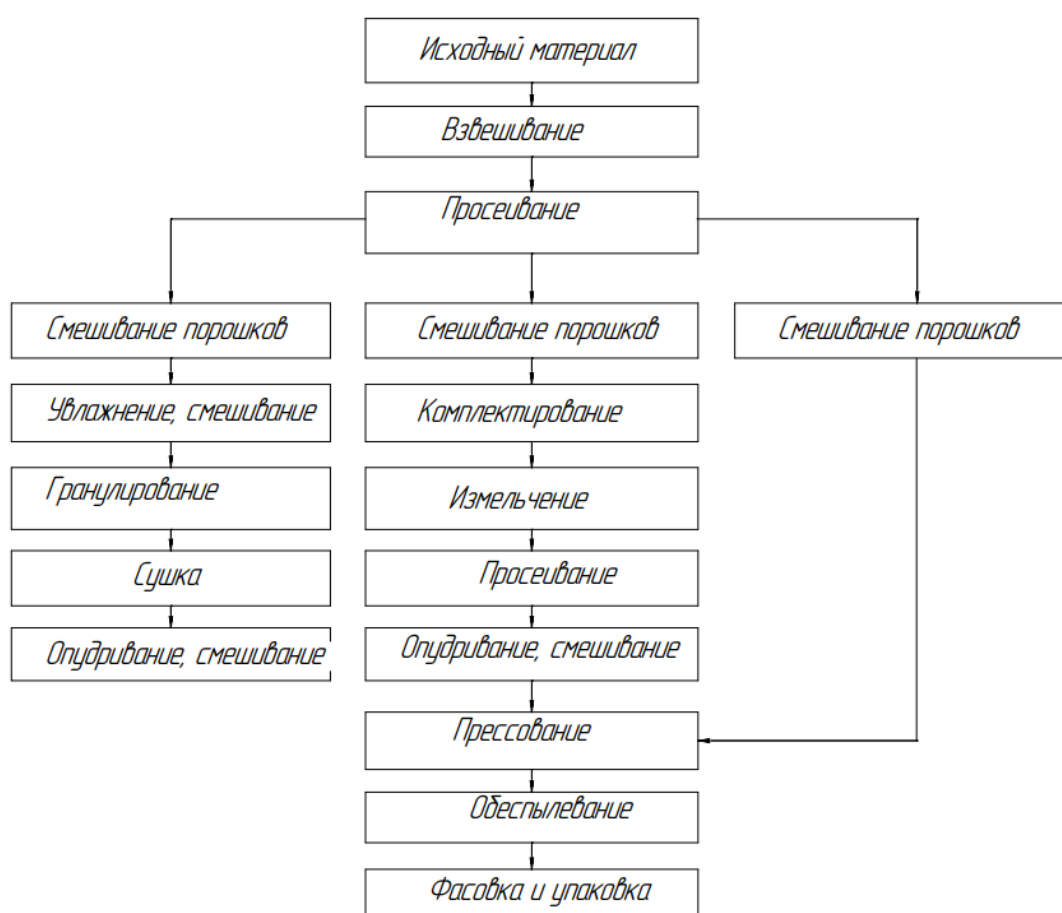 Исходный материал
Взвешивание
Просеивание
Смешивание порошков
Смешивание порошков
Смешивание порошков
Увлажнение, смешивание
Комплектирование
Гранулирование
Измельчение
Сушка
Просеивание
Опудривание, смешивание
Опудривание, смешивание
Прессование
Обеспылевание
Фасовка и упаковка